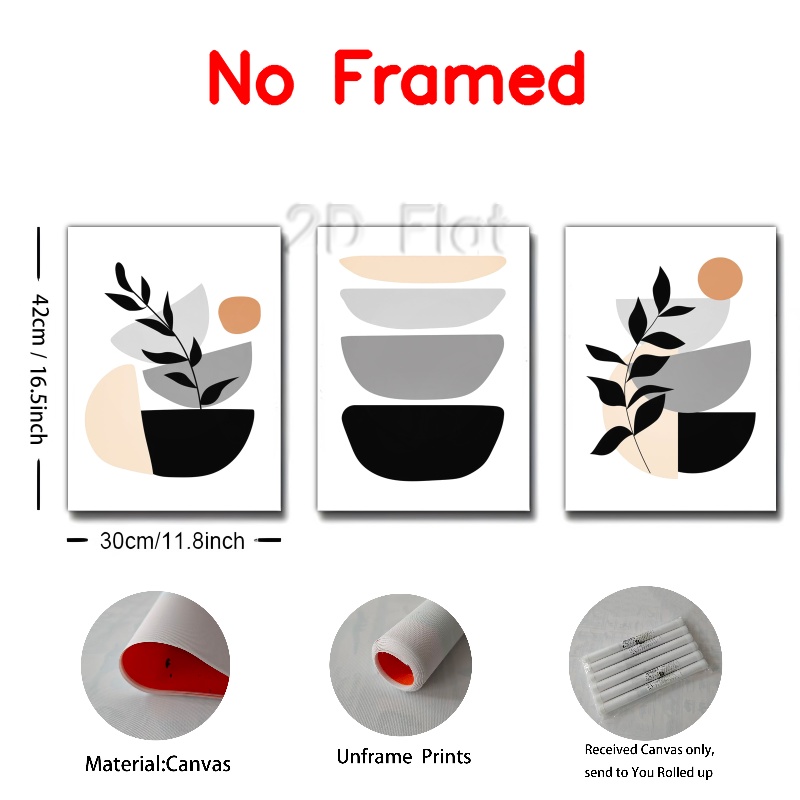 No Framed
2D Flat
42cm / 16.5inch
30cm/11.8inch
Material:Canvas
Unframe Prints
Received Canvas only,
send to You Rolled up